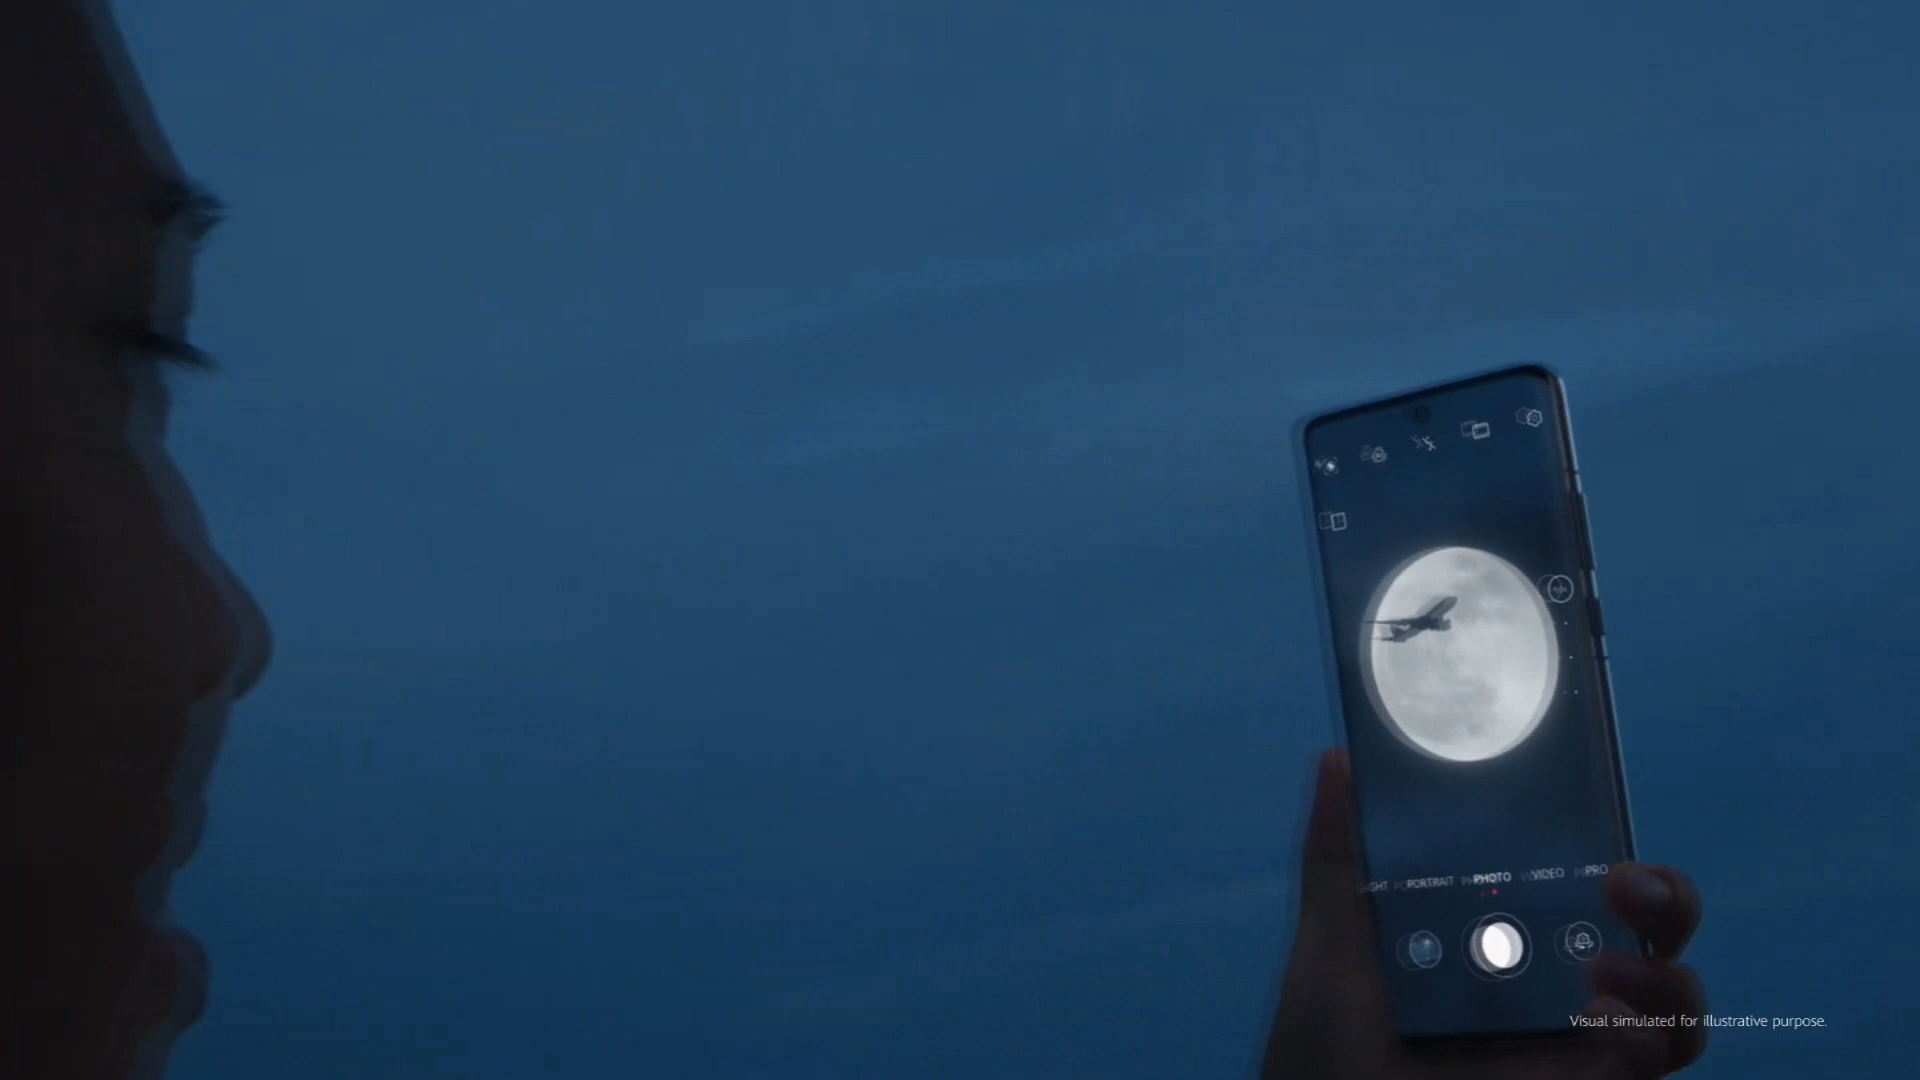 PORTRAIT PHOTO VIDEO PRO
Visual simulated for illustrative purpose.